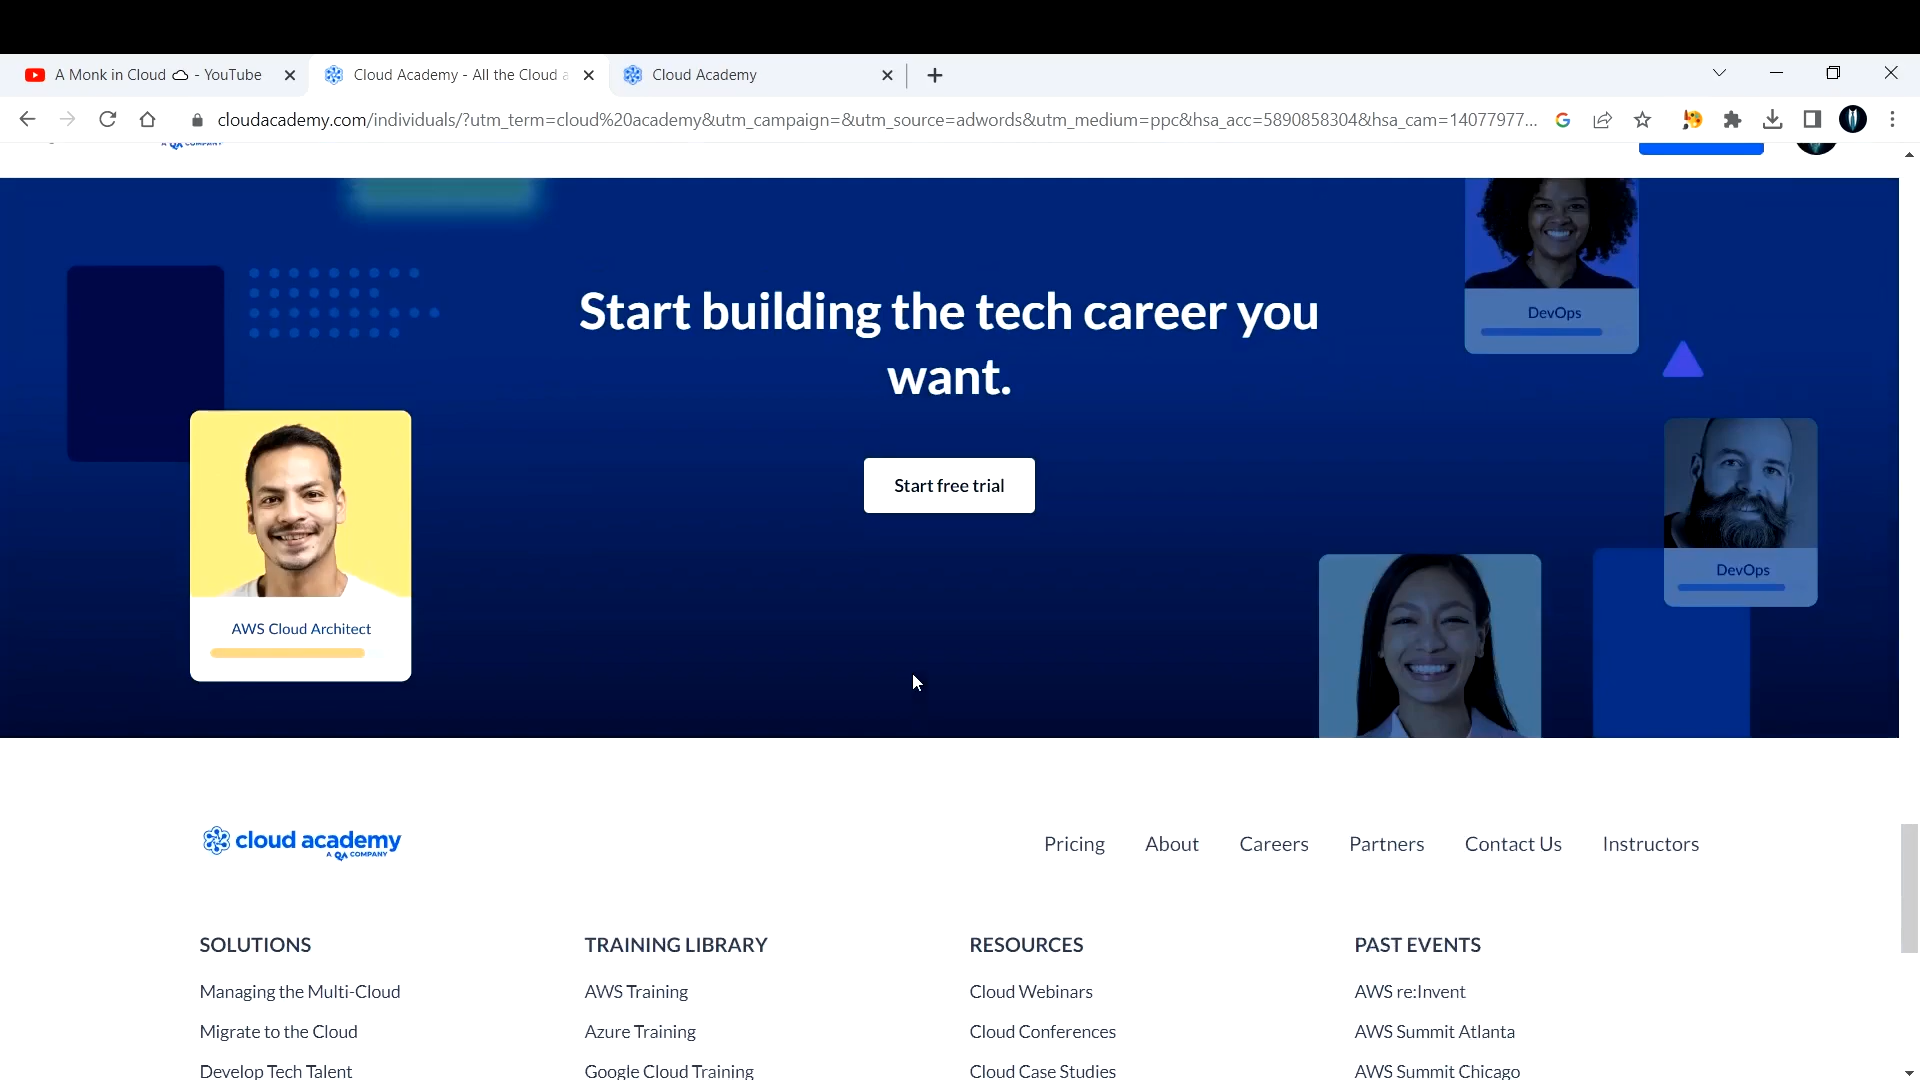 A Monk in Cloud - YouTube
Cloud Academy - All the Cloud a
Cloud Academy
cloudacademy.com/individuals/?utm_term=cloud%20academy&utm_campaign=&utm_source=adwords&utm_medium=ppc&hsa_acc=5890858304&hsa_cam=14077977...
Start building the tech career you
want.
Start free trial
DevOps
DevOps
AWS Cloud Architect
cloud academy
A QA COMPANY
Pricing
About
Careers
Partners
Contact Us
Instructors
SOLUTIONS
Managing the Multi-Cloud
Migrate to the Cloud
Develop Tech Talent
TRAINING LIBRARY
AWS Training
Azure Training
Google Cloud Training
RESOURCES
Cloud Webinars
Cloud Conferences
Cloud Case Studies
PAST EVENTS
AWS re:Invent
AWS Summit Atlanta
AWS Summit Chicago